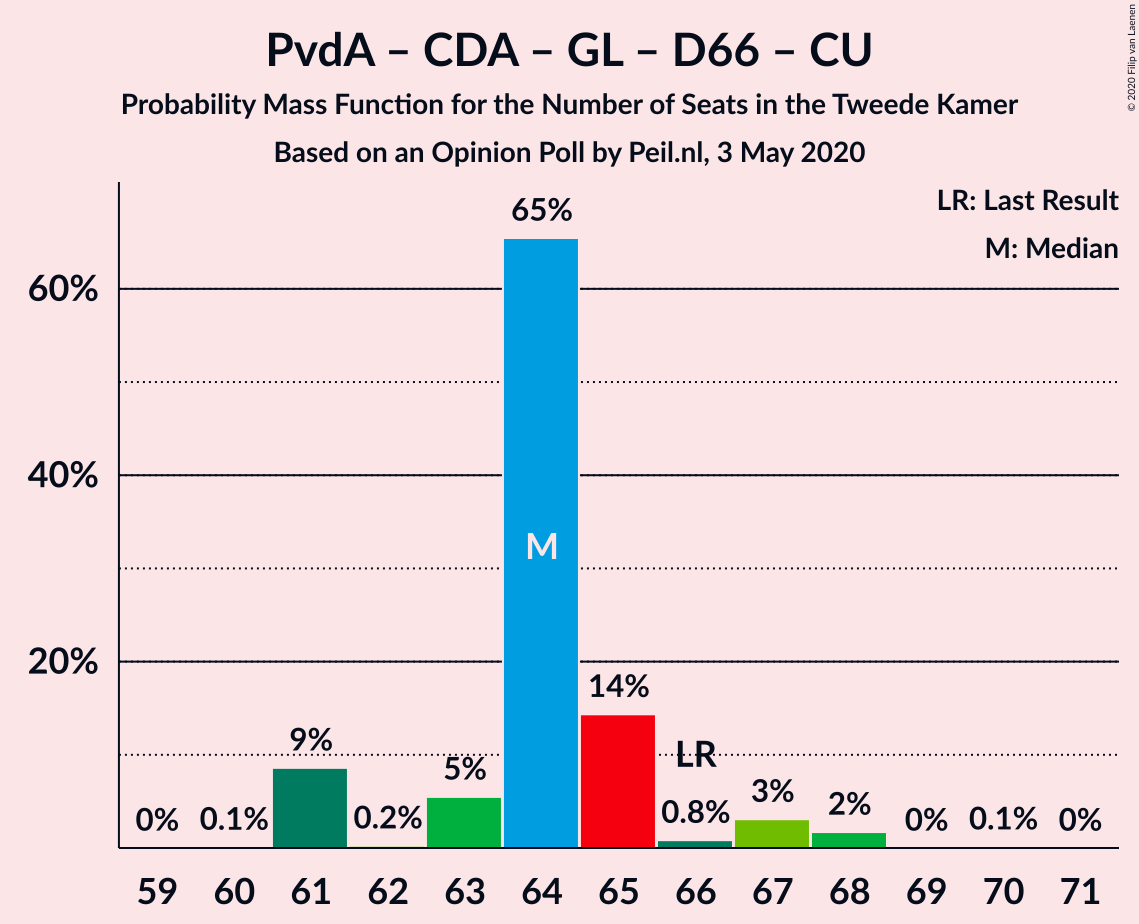 PvdA – CDA – GL – D66 – CU
Probability Mass Function for the Number of Seats in the Tweede Kamer
Based on an Opinion Poll by Peil.nl, 3 May 2020
© 2020 Filip van Laenen
LR: Last Result
M: Median
65%
60%
40%
M
20%
14%
9%
LR
5%
3%
2%
0% 0.1% 0.2% 0.8% 0% 0.1% 0%
59 60 61 62 63 64 65 66 67 68 69 70 71